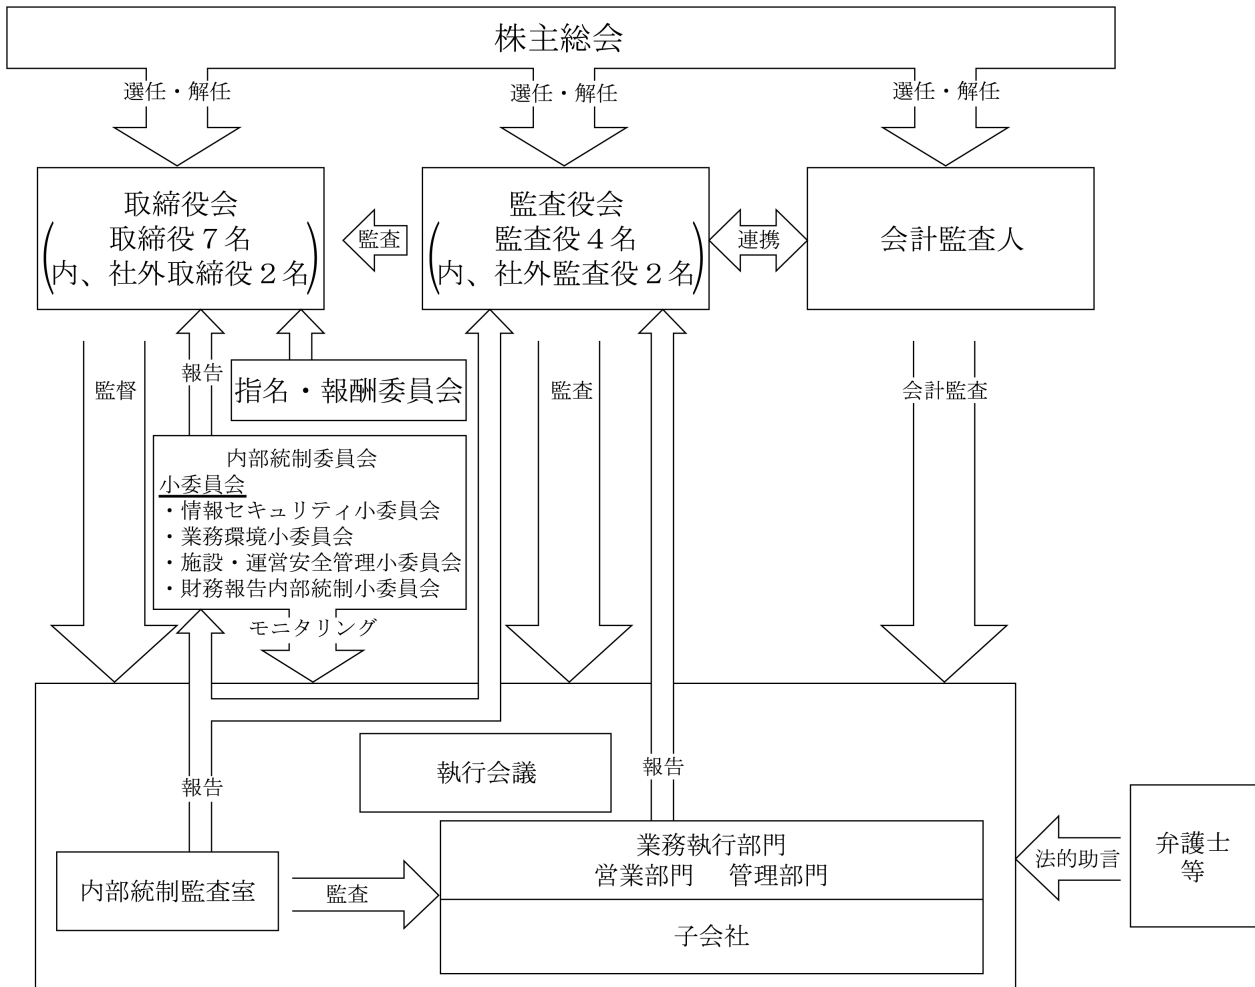 株主総会
選任・解任
選任・解任
選任・解任
取締役会
取締役７名
内、社外取締役２名
監査
監査役会
監査役４名
内、社外監査役２名
連携
会計監査人
監督
報告
指名・報酬委員会
監査
会計監査
内部統制委員会
小委員会
・情報セキュリティ小委員会
・業務環境小委員会
・施設・運営安全管理小委員会
・財務報告内部統制小委員会
モニタリング
執行会議
報告
報告
業務執行部門
営業部門　管理部門
子会社
内部統制監査室
監査
法的助言
弁護士
等